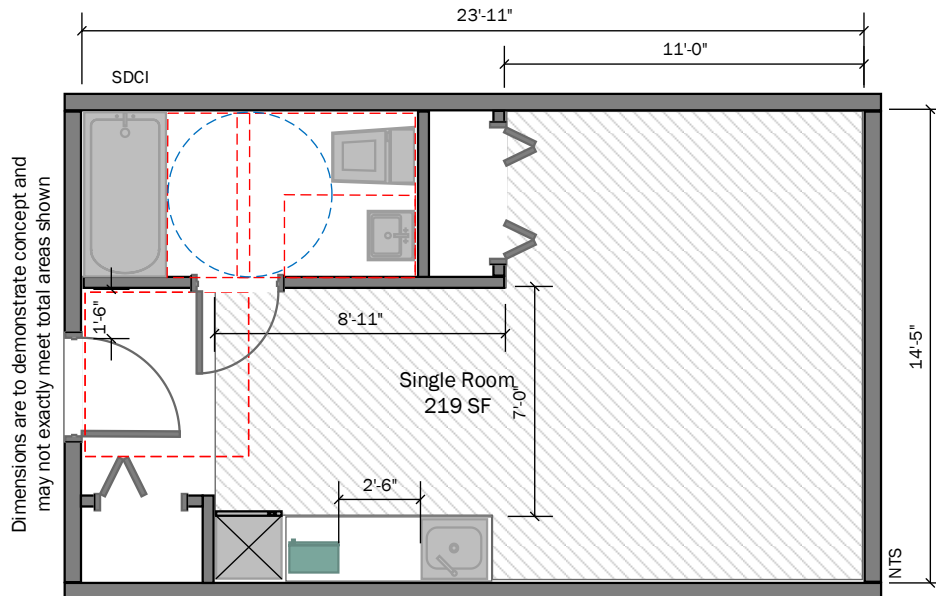 23'-11"
11'-0"
SDCI
Dimensions are to demonstrate concept and
may not exactly meet total areas shown
1'-6"
8'-11"
14'-5"
Single Room
219 SF
7'-0"
2'-6"
NTS